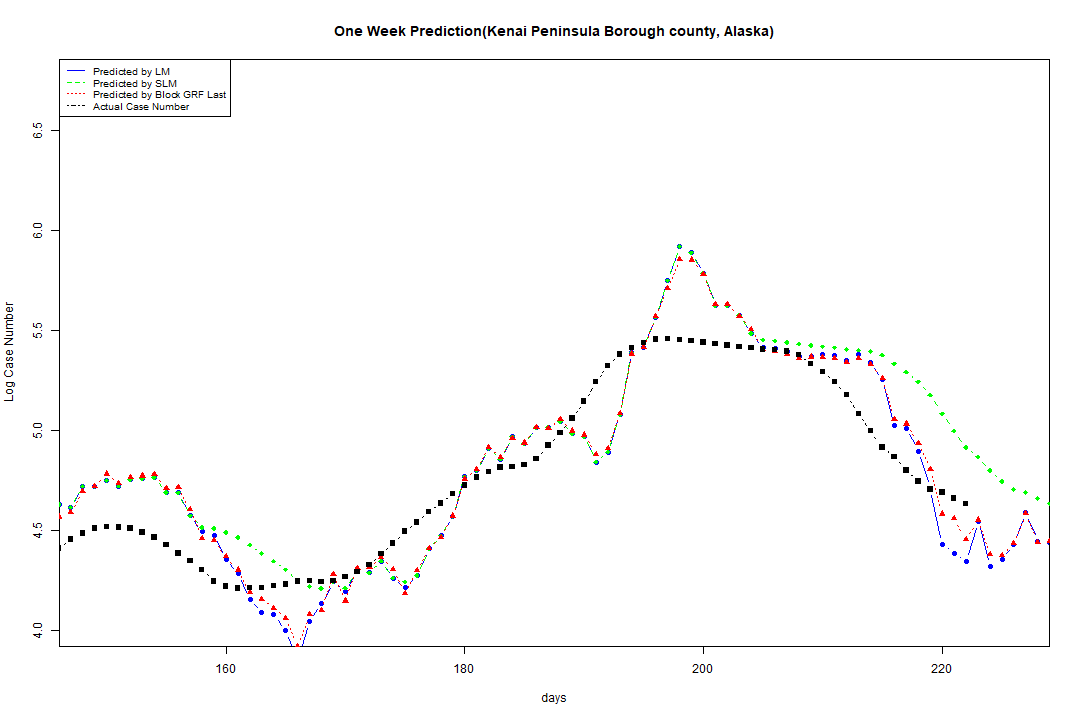 One Week Prediction(Kenai Peninsula Borough county, Alaska)
Predicted by LM
Predicted by SLM
Predicted by Block GRF Last
Actual Case Number
6.5
6.0
5.5
5.0
4.5
4.0
Log Case Number
160 180 200 220
days